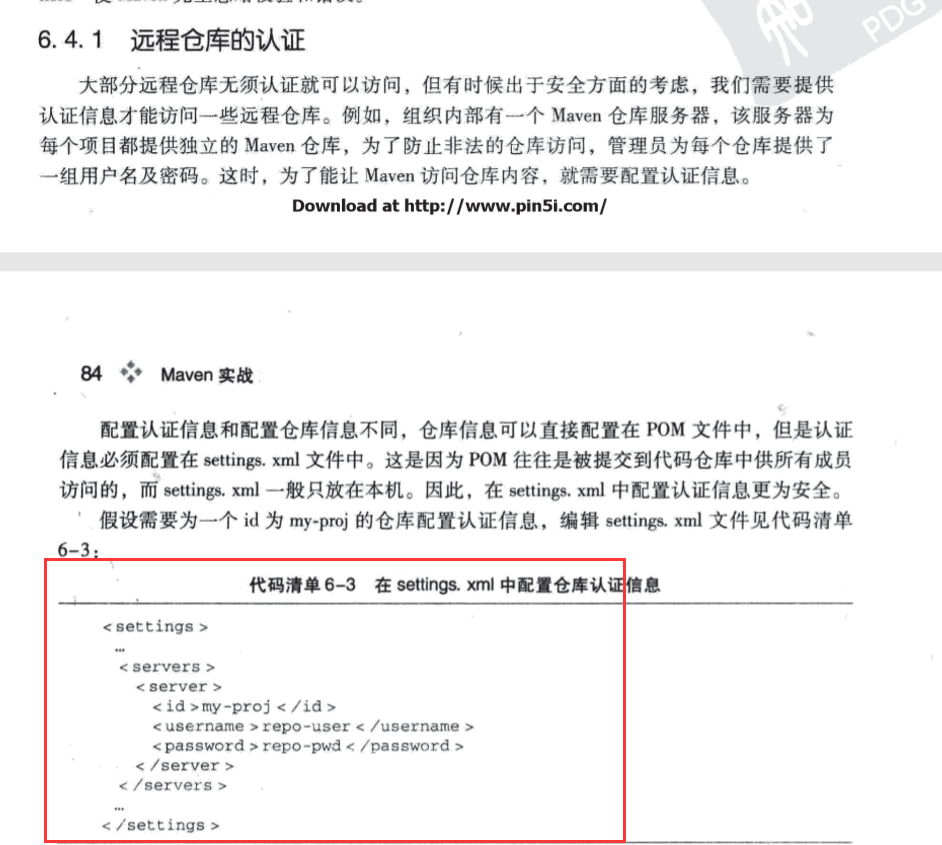 6.4.1 远程仓库的认证
大部分远程仓库无须认证就可以访问，但有时候出于安全方面的考虑，我们需要提供
认证信息才能访问一些远程仓库。例如，组织内部有一个 Maven 仓库服务器，该服务器为
每个项目都提供独立的 Maven 仓库，为了防止非法的仓库访问，管理员为每个仓库提供了
一组用户名及密码。这时，为了能让 Maven 访问仓库内容，就需要配置认证信息。
Download at http://www.pin5i.com/
PDG
84 Maven 实战
配置认证信息和配置仓库信息不同，仓库信息可以直接配置在 POM 文件中，但是认证
信息必须配置在 settings. xml 文件中。这是因为 POM 往往是被提交到代码仓库中供所有成员
访问的，而 settings. xml 一般只放在本机。因此，在 settings. xml 中配置认证信息更为安全。
假设需要为一个 id 为 my-proj 的仓库配置认证信息，编辑 settings. xml 文件见代码清单
6-3：
代码清单 6-3 在 settings. xml 中配置仓库认证信息
<settings >
…
<servers >
<server >
<id >my-proj </id >
<username >repo-user </username >
<password >repo-pwd </password >
</server >
</servers >
…
</settings >